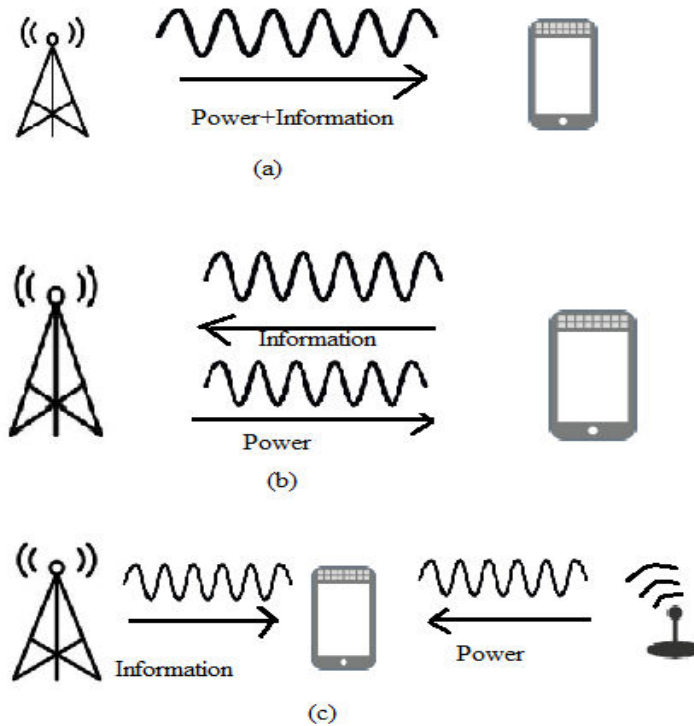 Power+Information
(a)
Information
Power
(b)
Information
Power
(c)